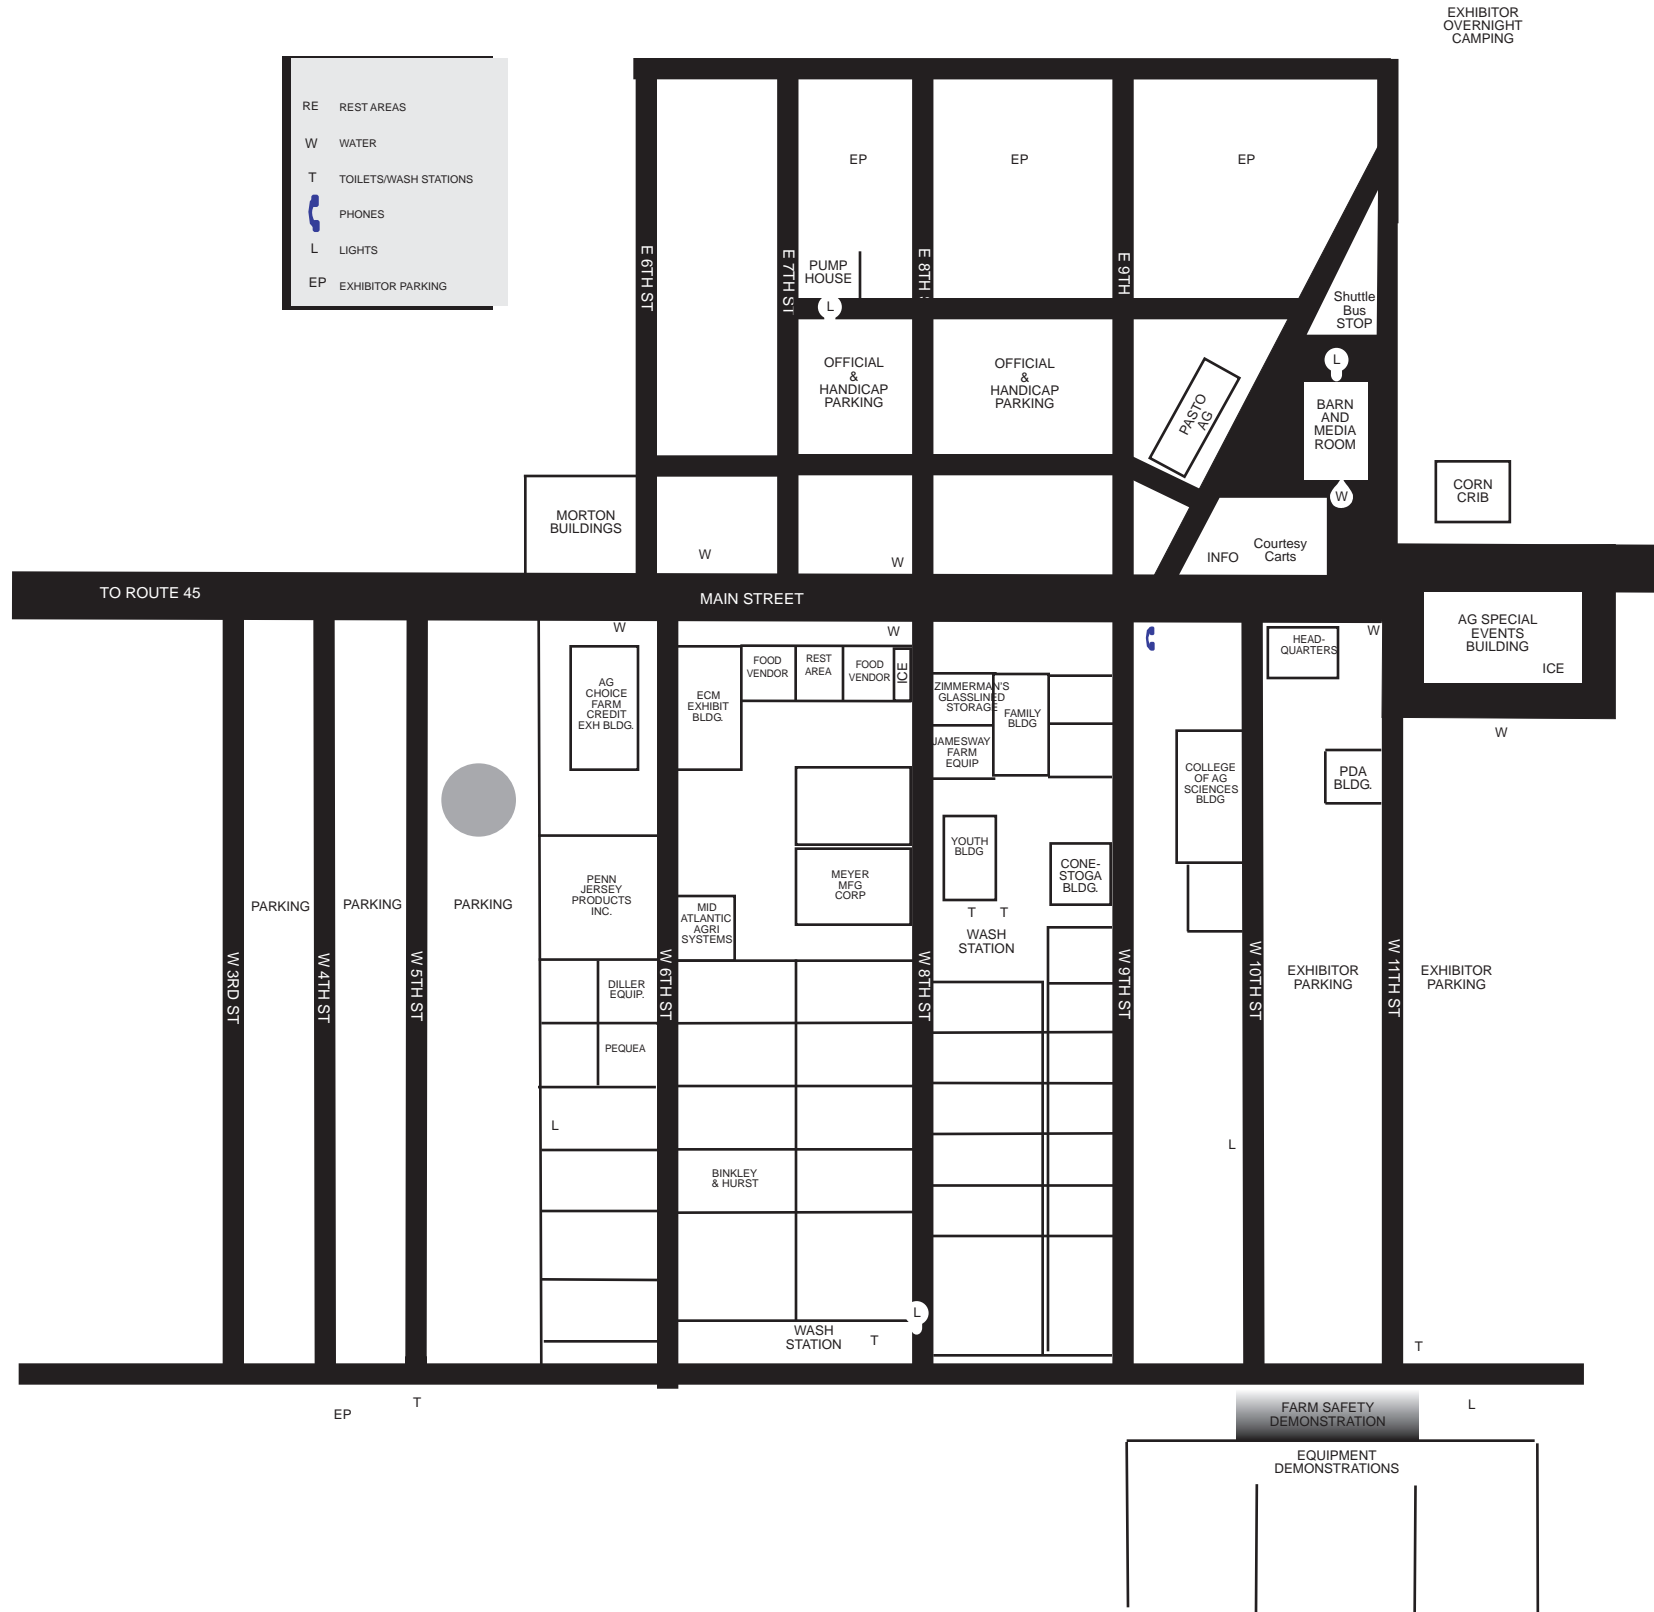 EXHIBITOR
OVERNIGHT
CAMPING
RE REST AREAS
W WATER
T TOILETS/WASH STATIONS
PHONES
L LIGHTS
EP EXHIBITOR PARKING
EP
EP
EP
E 6TH ST
E 7TH ST
E 8TH S
E 9TH
PUMP
HOUSE
L
Shuttle
Bus
STOP
OFFICIAL
&
HANDICAP
PARKING
OFFICIAL
&
HANDICAP
PARKING
PASTO
AG
L
BARN
AND
MEDIA
ROOM
W
CORN
CRIB
MORTON
BUILDINGS
W
W
INFO
Courtesy
Carts
TO ROUTE 45
MAIN STREET
W
W
W
AG SPECIAL
EVENTS
BUILDING
ICE
W
HEAD-
QUARTERS
AG
CHOICE
FARM
CREDIT
EXH BLDG.
ECM
EXHIBIT
BLDG.
FOOD
VENDOR
REST
AREA
FOOD
VENDOR
ICE
ZIMMERMAN'S
GLASSLINED
STORAGE
FAMILY
BLDG
JAMESWAY
FARM
EQUIP
COLLEGE
OF AG
SCIENCES
BLDG
PDA
BLDG.
YOUTH
BLDG
CONE-
STOGA
BLDG.
T T
WASH
STATION
MEYER
MFG
CORP
PENN
JERSEY
PRODUCTS
INC.
MID
ATLANTIC
AGRI
SYSTEMS
PARKING
PARKING
PARKING
W 3RD ST
W 4TH ST
W 5TH ST
W 6TH ST
W 8TH ST
W 9TH ST
W 10TH ST
W 11TH ST
EXHIBITOR
PARKING
EXHIBITOR
PARKING
DILLER
EQUIP.
PEQUEA
L
L
BINKLEY
& HURST
L
WASH
STATION
T
T
EP
T
L
FARM SAFETY
DEMONSTRATION
EQUIPMENT
DEMONSTRATIONS